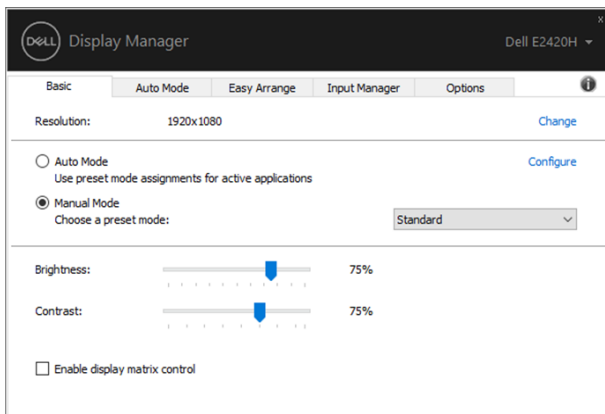 DELL Display Manager
Dell E2420H
Basic Auto Mode Easy Arrange Input Manager Options
Resolution: 1920x1080 Change
Auto Mode Configure
Use preset mode assignments for active applications
Manual Mode
Choose a preset mode: Standard
Brightness: 75%
Contrast: 75%
Enable display matrix control